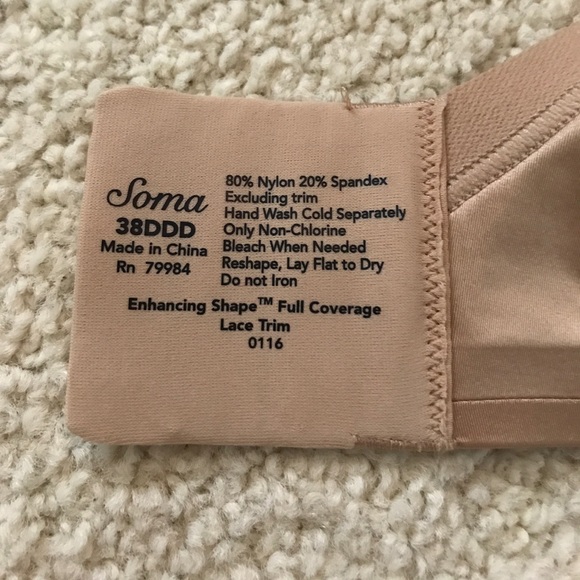 Soma
38DDD
Made in China
Rn 79984
80% Nylon 20% Spandex
Excluding trim
Hand Wash Cold Separately
Only Non-Chlorine
Bleach When Needed
Reshape, Lay Flat to Dry
Do not Iron
Enhancing Shape™ Full Coverage
Lace Trim
0116